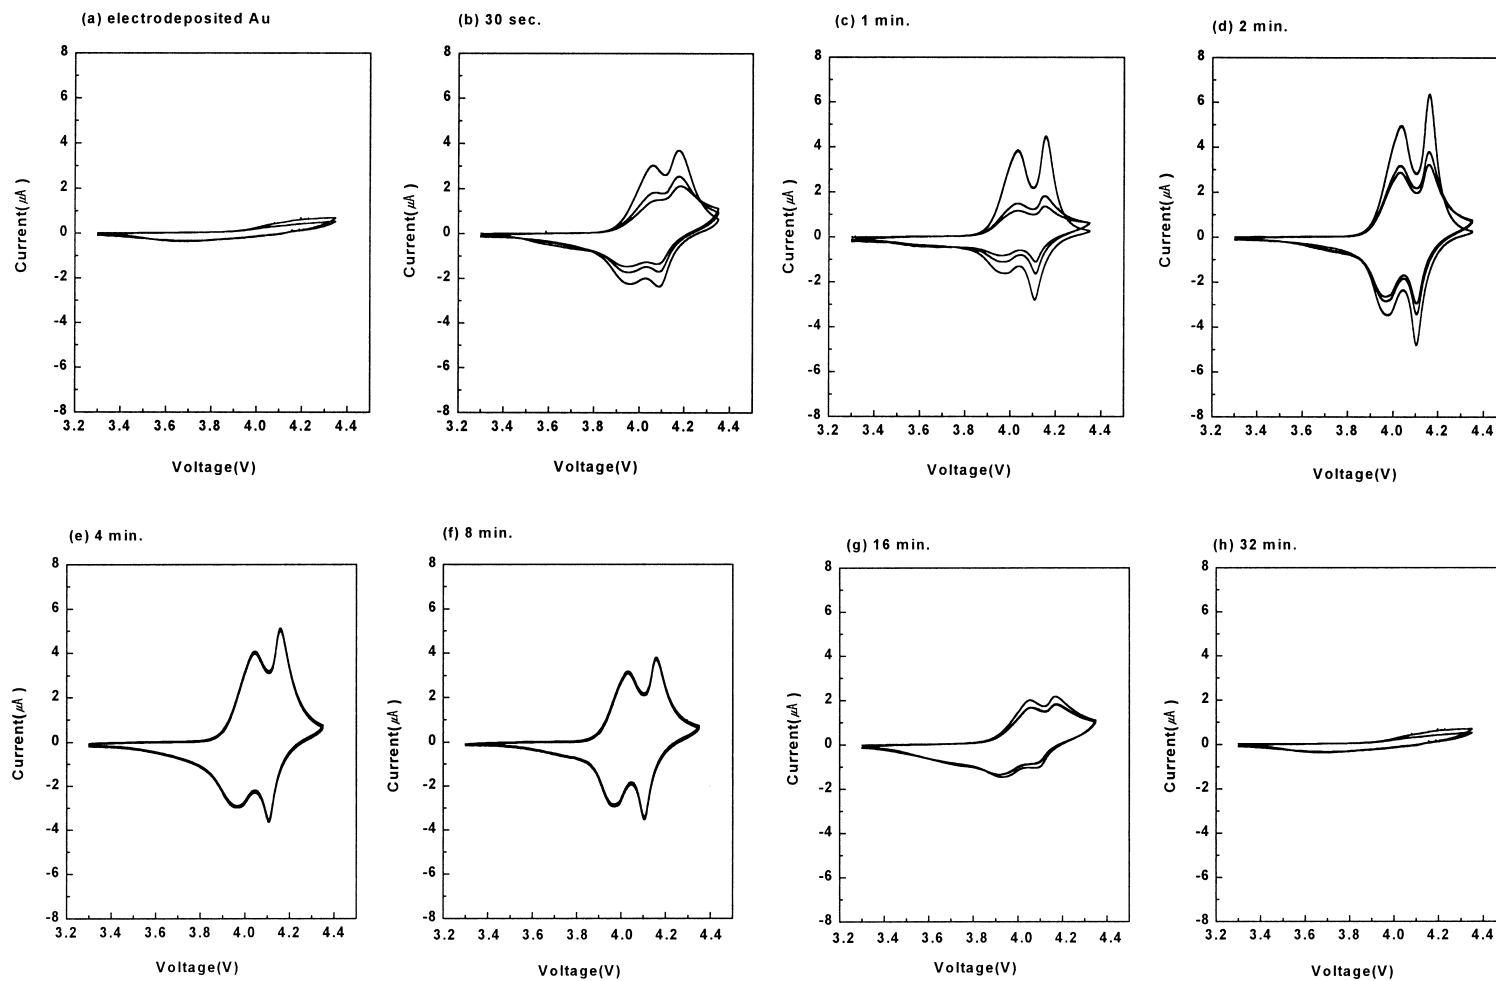 (a) electrodeposited Au
(b) 30 sec.
(c) 1 min.
(d) 2 min.
8
6
4
2
0
-2
-4
-6
-8
Current(μA )
3.2 3.4 3.6 3.8 4.0 4.2 4.4
Voltage(V)
8
6
4
2
0
-2
-4
-6
-8
Current(μA )
3.2 3.4 3.6 3.8 4.0 4.2 4.4
Voltage(V)
8
6
4
2
0
-2
-4
-6
-8
Current(μA )
3.2 3.4 3.6 3.8 4.0 4.2 4.4
Voltage(V)
8
6
4
2
0
-2
-4
-6
-8
Current(μA )
3.2 3.4 3.6 3.8 4.0 4.2 4.4
Voltage(V)
(e) 4 min.
(f) 8 min.
(g) 16 min.
(h) 32 min.
8
6
4
2
0
-2
-4
-6
-8
Current(μA )
3.2 3.4 3.6 3.8 4.0 4.2 4.4
Voltage(V)
8
6
4
2
0
-2
-4
-6
-8
Current(μA )
3.2 3.4 3.6 3.8 4.0 4.2 4.4
Voltage(V)
8
6
4
2
0
-2
-4
-6
-8
Current(μA )
3.2 3.4 3.6 3.8 4.0 4.2 4.4
Voltage(V)
8
6
4
2
0
-2
-4
-6
-8
Current(μA )
3.2 3.4 3.6 3.8 4.0 4.2 4.4
Voltage(V)